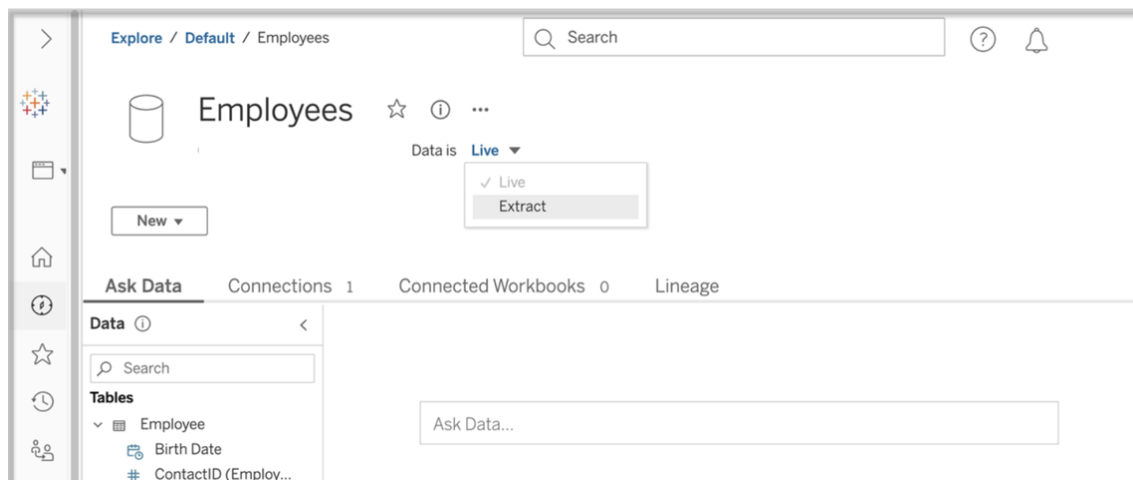 Explore / Default / Employees
Search
Employees
Data is Live
Live
Extract
New
Ask Data Connections 1 Connected Workbooks 0 Lineage
Data
Search
Tables
Employee
Ask Data...
Birth Date
ContactID (Employ...